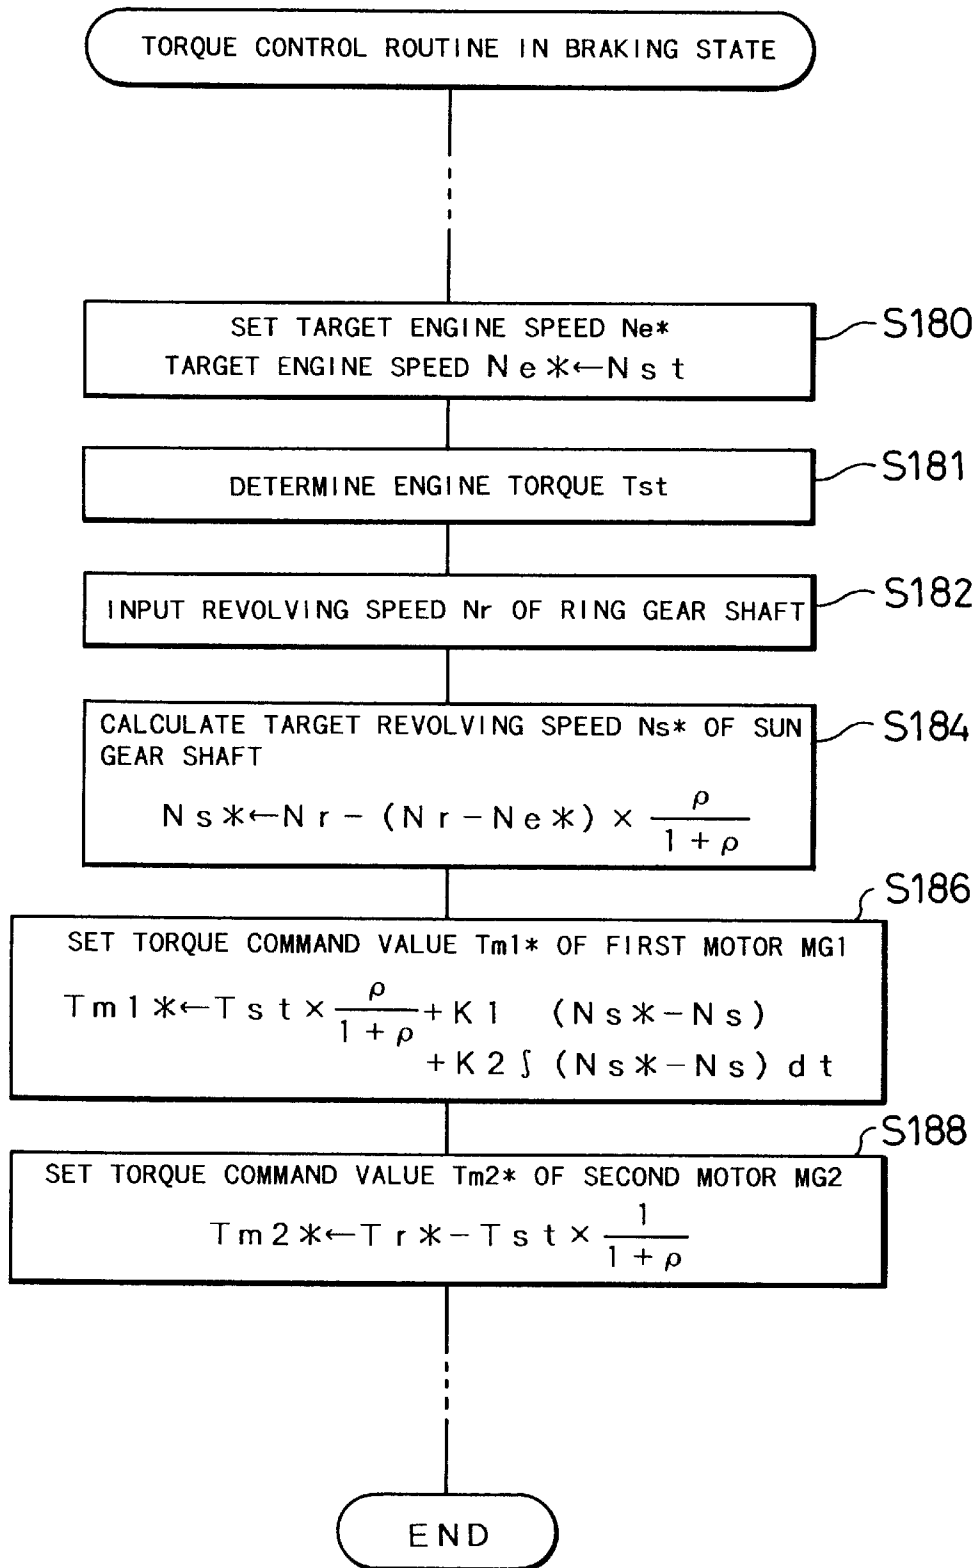 TORQUE CONTROL ROUTINE IN BRAKING STATE
SET TARGET ENGINE SPEED Ne*
TARGET ENGINE SPEED Ne*←Nst
S180
DETERMINE ENGINE TORQUE Tst
S181
INPUT REVOLVING SPEED Nr OF RING GEAR SHAFT
S182
CALCULATE TARGET REVOLVING SPEED Ns* OF SUN
GEAR SHAFT
Ns*←Nr-(Nr-Ne*)×ρ/(1+ρ)
S184
SET TORQUE COMMAND VALUE Tm1* OF FIRST MOTOR MG1
Tm1*←Tst×ρ/(1+ρ)+K1 (Ns*-Ns)
+K2∫(Ns*-Ns)dt
S186
SET TORQUE COMMAND VALUE Tm2* OF SECOND MOTOR MG2
Tm2*←Tr*-Tst×1/(1+ρ)
S188
END